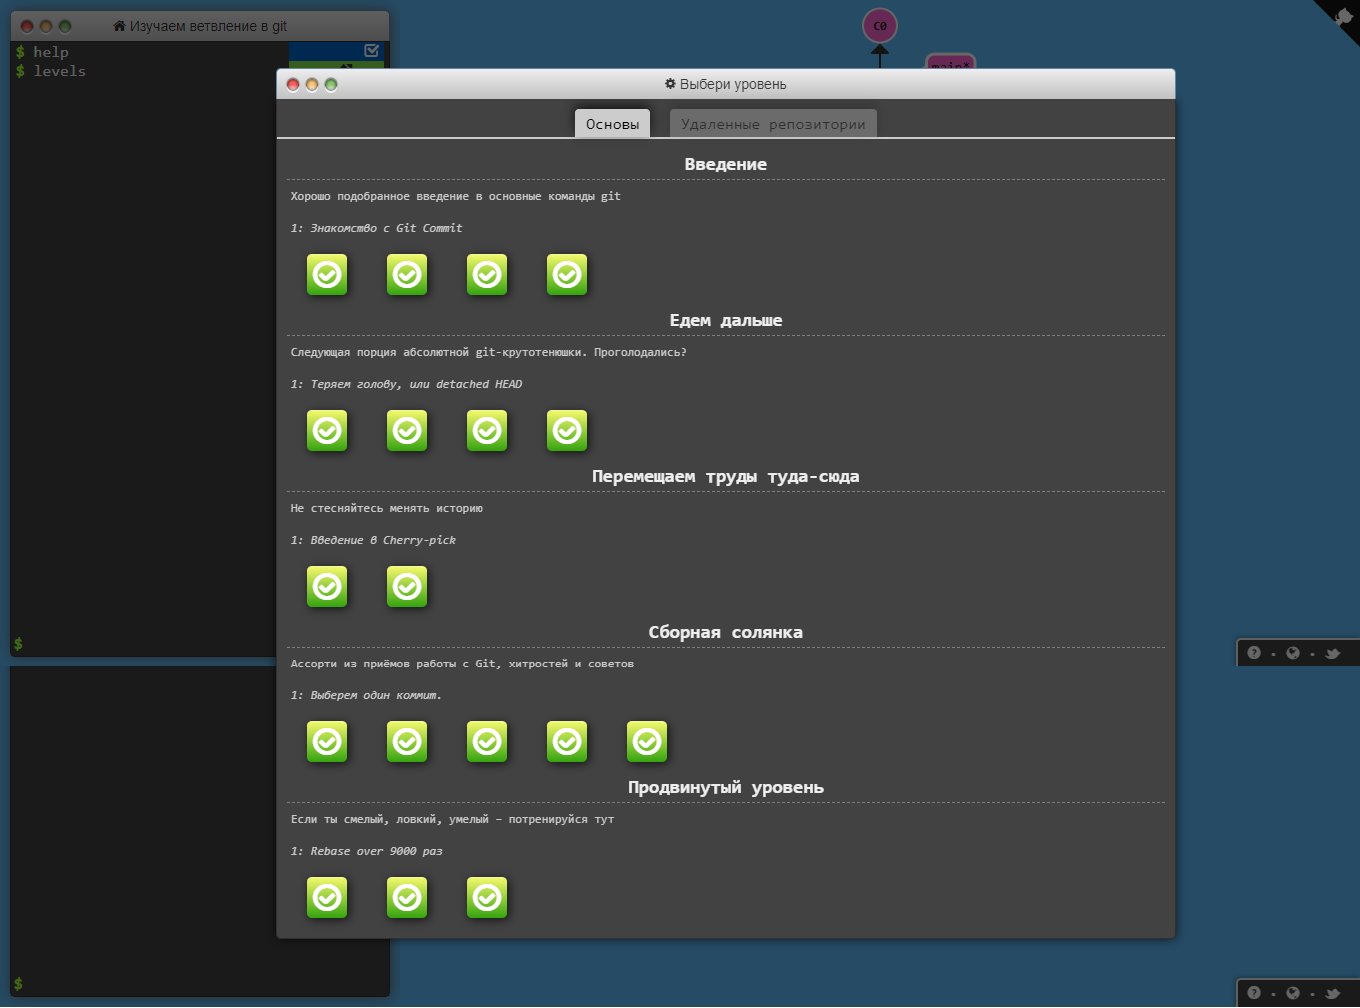 Изучаем ветвление в git
$ help
$ levels
C0
main*
Выбери уровень
Основы
Удаленные репозитории
Введение
Хорошо подобранное введение в основные команды git
1: Знакомство с Git Commit
Едем дальше
Следующая порция абсолютной git-крутотенюшки. Проголодались?
1: Теряем голову, или detached HEAD
Перемещаем труды туда-сюда
Не стесняйтесь менять историю
1: Введение в Cherry-pick
Сборная солянка
Ассорти из приёмов работы с Git, хитростей и советов
1: Выберем один коммит.
Продвинутый уровень
Если ты смелый, ловкий, умелый – потренируйся тут
1: Rebase over 9000 раз
$
$